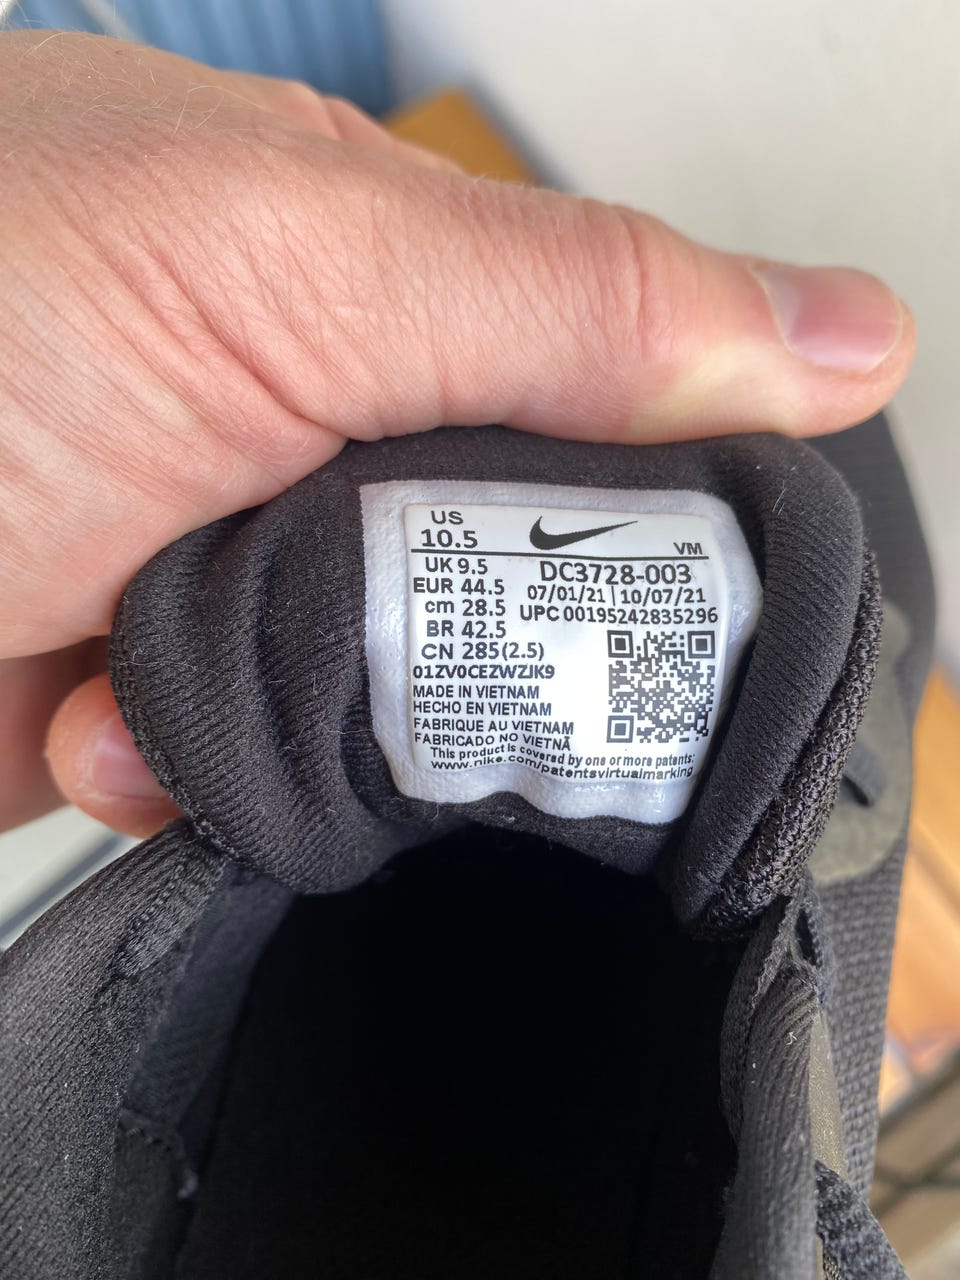 US
10.5
VM
UK 9.5
EUR 44.5
cm 28.5
BR 42.5
CN 285(2.5)
DC3728-003
07/01/21 | 10/07/21
UPC 00195242835296
01ZV0CEZWZJK9
MADE IN VIETNAM
HECHO EN VIETNAM
FABRIQUE AU VIETNAM
FABRICADO NO VIETNÃ
This product is covered by one or more patents:
www.nike.com/patentsvirtualmarking